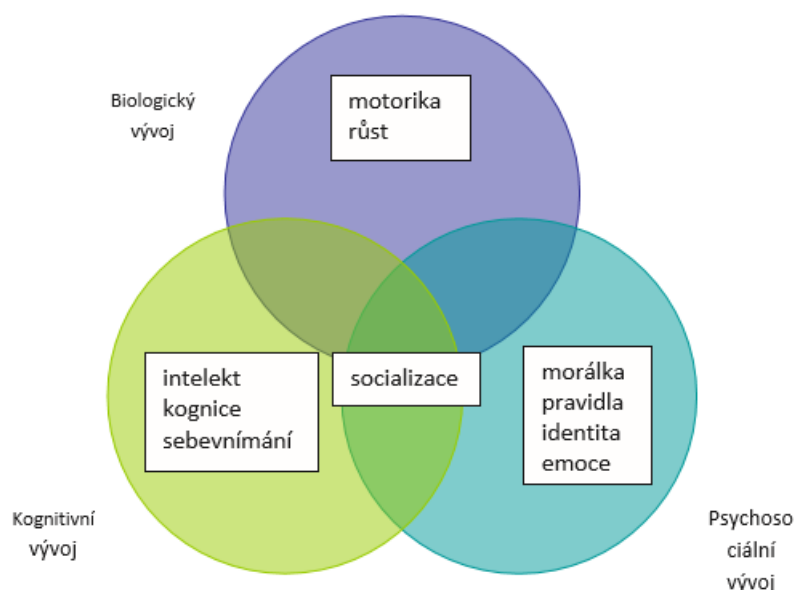 Biologický
vývoj
motorika
růst
intelekt
kognice
sebevnímání
socializace
morálka
pravidla
identita
emoce
Kognitivní
vývoj
Psychoso
ciální
vývoj